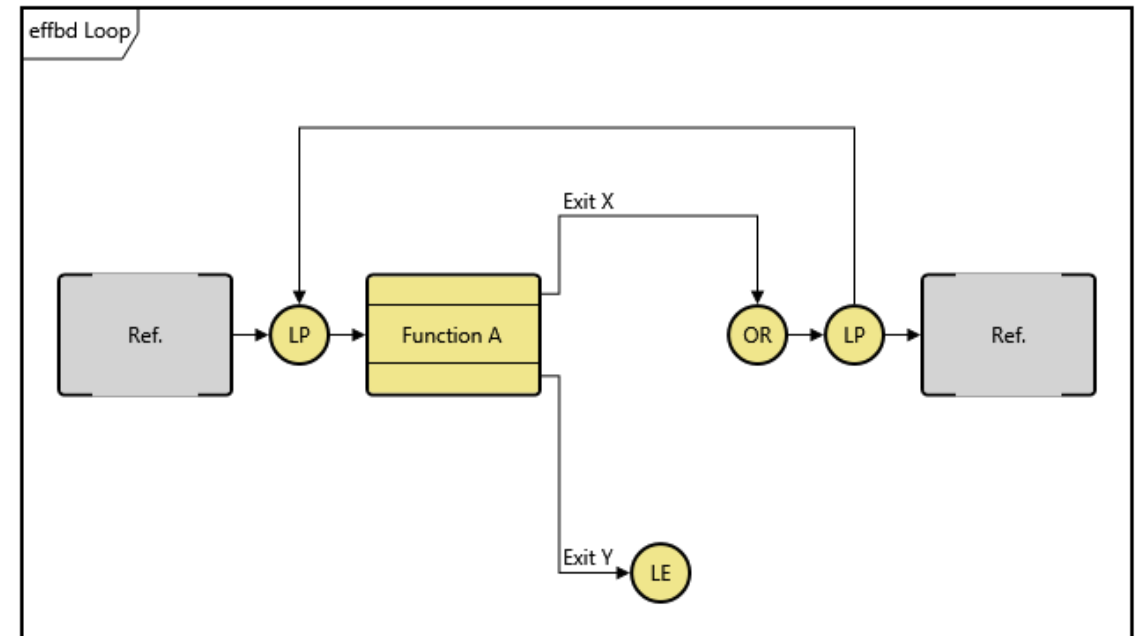 effbd Loop
Exit X
Ref.
LP
Function A
OR
LP
Ref.
Exit Y
LE